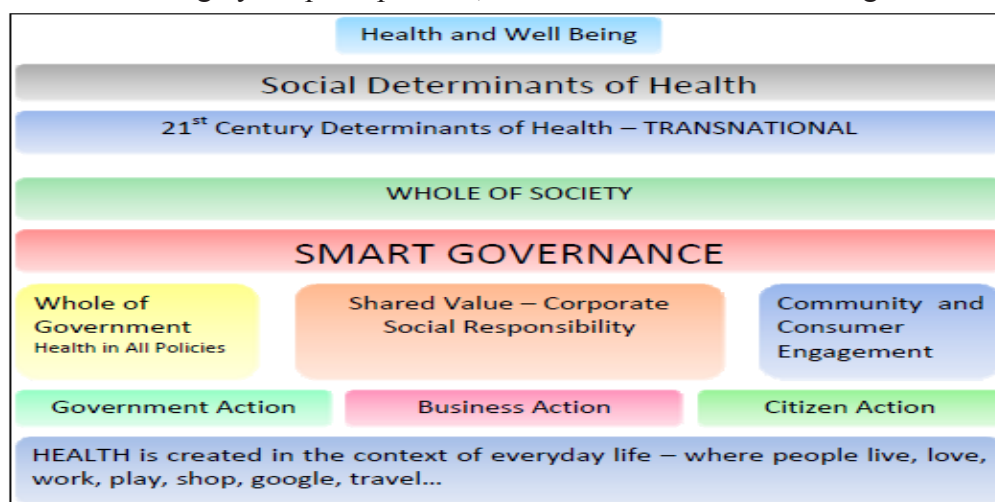 Health and Well Being
Social Determinants of Health
21st Century Determinants of Health – TRANSNATIONAL
WHOLE OF SOCIETY
SMART GOVERNANCE
Whole of
Government
Health in All Policies
Shared Value – Corporate
Social Responsibility
Community and
Consumer
Engagement
Government Action
Business Action
Citizen Action
HEALTH is created in the context of everyday life – where people live, love,
work, play, shop, google, travel...